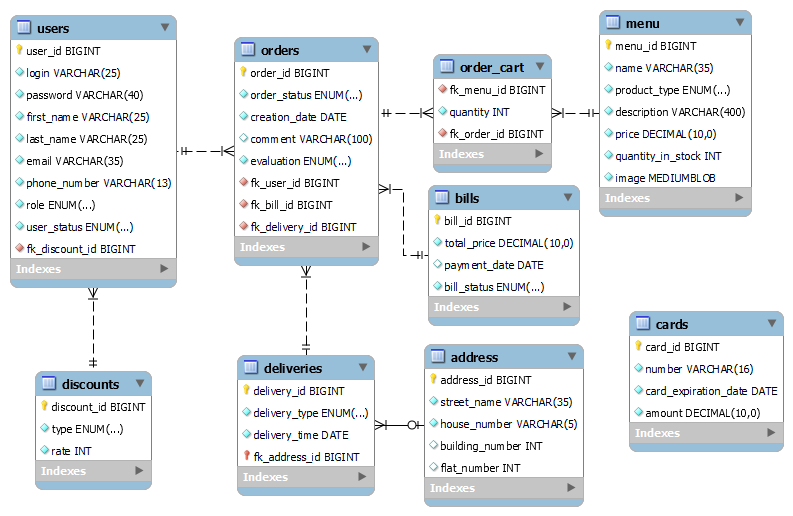 users
user_id BIGINT
login VARCHAR(25)
password VARCHAR(40)
first_name VARCHAR(25)
last_name VARCHAR(25)
email VARCHAR(35)
phone_number VARCHAR(13)
role ENUM(...)
user_status ENUM(...)
fk_discount_id BIGINT
Indexes
orders
order_id BIGINT
order_status ENUM(...)
creation_date DATE
comment VARCHAR(100)
evaluation ENUM(...)
fk_user_id BIGINT
fk_bill_id BIGINT
fk_delivery_id BIGINT
Indexes
order_cart
fk_menu_id BIGINT
quantity INT
fk_order_id BIGINT
Indexes
menu
menu_id BIGINT
name VARCHAR(35)
product_type ENUM(...)
description VARCHAR(400)
price DECIMAL(10,0)
quantity_in_stock INT
image MEDIUMBLOB
Indexes
bills
bill_id BIGINT
total_price DECIMAL(10,0)
payment_date DATE
bill_status ENUM(...)
Indexes
discounts
discount_id BIGINT
type ENUM(...)
rate INT
Indexes
deliveries
delivery_id BIGINT
delivery_type ENUM(...)
delivery_time DATE
fk_address_id BIGINT
Indexes
address
address_id BIGINT
street_name VARCHAR(35)
house_number VARCHAR(5)
building_number INT
flat_number INT
Indexes
cards
card_id BIGINT
number VARCHAR(16)
card_expiration_date DATE
amount DECIMAL(10,0)
Indexes